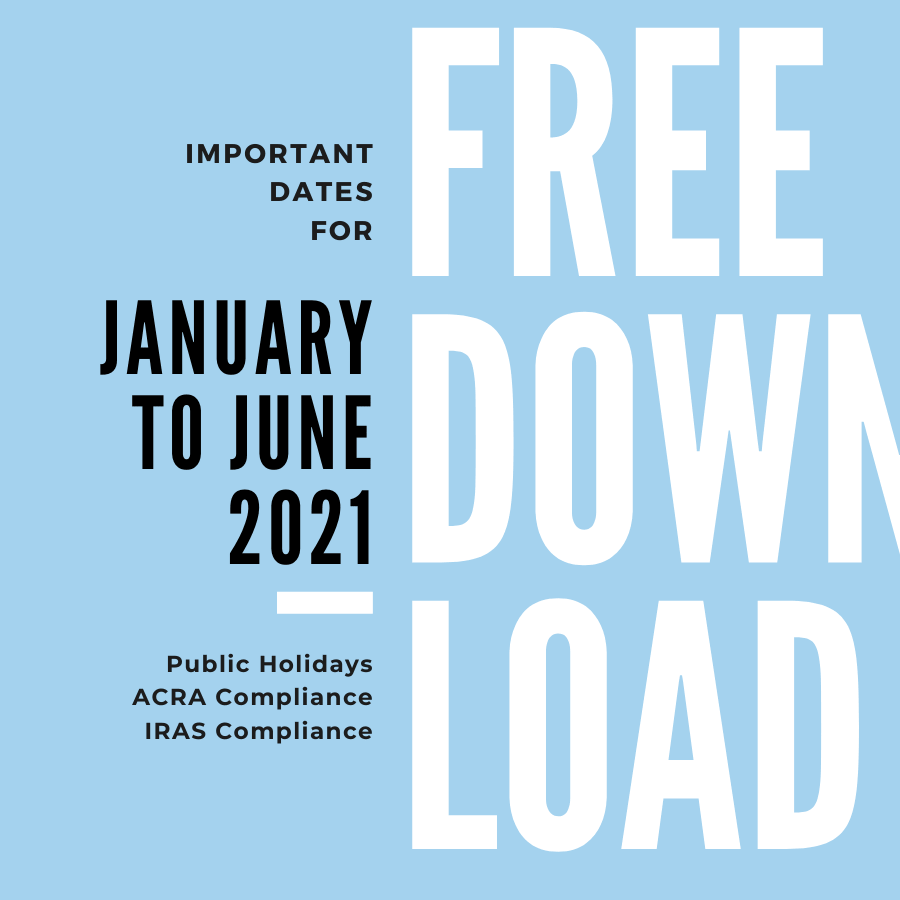 IMPORTANT
DATES
FOR
JANUARY
TO JUNE
2021
Public Holidays
ACRA Compliance
IRAS Compliance
FREE
DOWN
LOAD